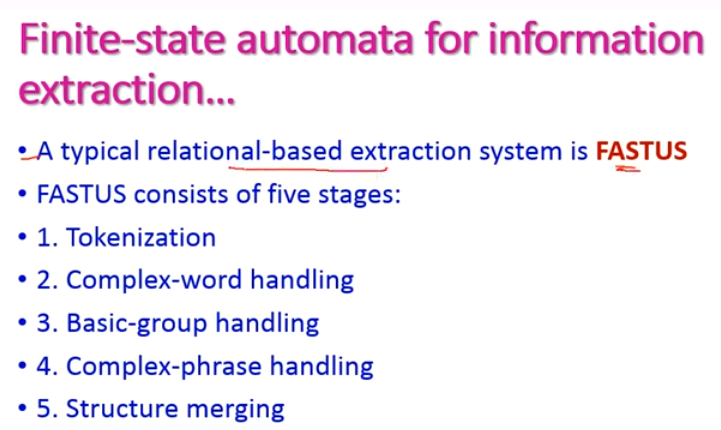 Finite-state automata for information
extraction...
• A typical relational-based extraction system is FASTUS
• FASTUS consists of five stages:
• 1. Tokenization
• 2. Complex-word handling
• 3. Basic-group handling
• 4. Complex-phrase handling
• 5. Structure merging